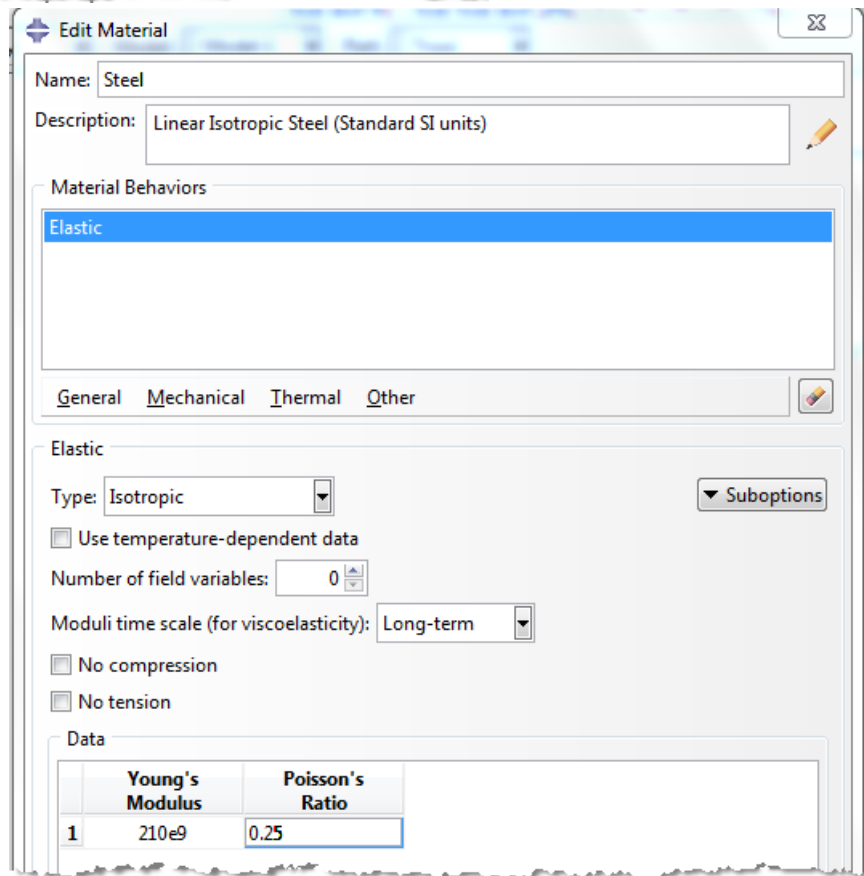 Edit Material
Name: Steel
Description: Linear Isotropic Steel (Standard SI units)
Material Behaviors
Elastic
General Mechanical Thermal Other
Elastic
Type: Isotropic
Suboptions
Use temperature-dependent data
Number of field variables: 0
Moduli time scale (for viscoelasticity): Long-term
No compression
No tension
Data
Young's Poisson's
Modulus Ratio
1 210e9 0.25